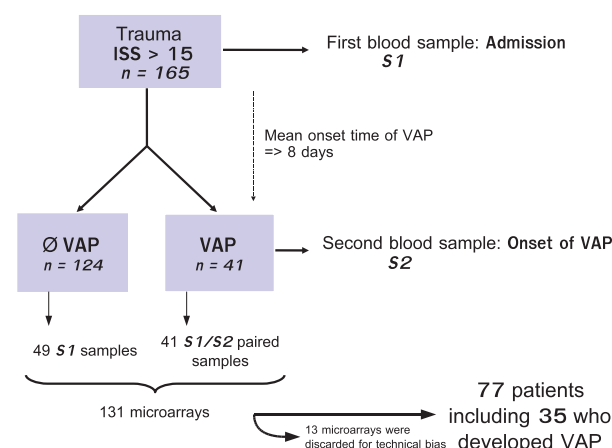 Trauma
ISS > 15
n = 165
First blood sample: Admission
S1
Mean onset time of VAP
=> 8 days
Ø VAP
n = 124
VAP
n = 41
Second blood sample: Onset of VAP
S2
49 S1 samples
41 S1/S2 paired
samples
131 microarrays
13 microarrays were
discarded for technical bias
77 patients
including 35 who
developed VAP